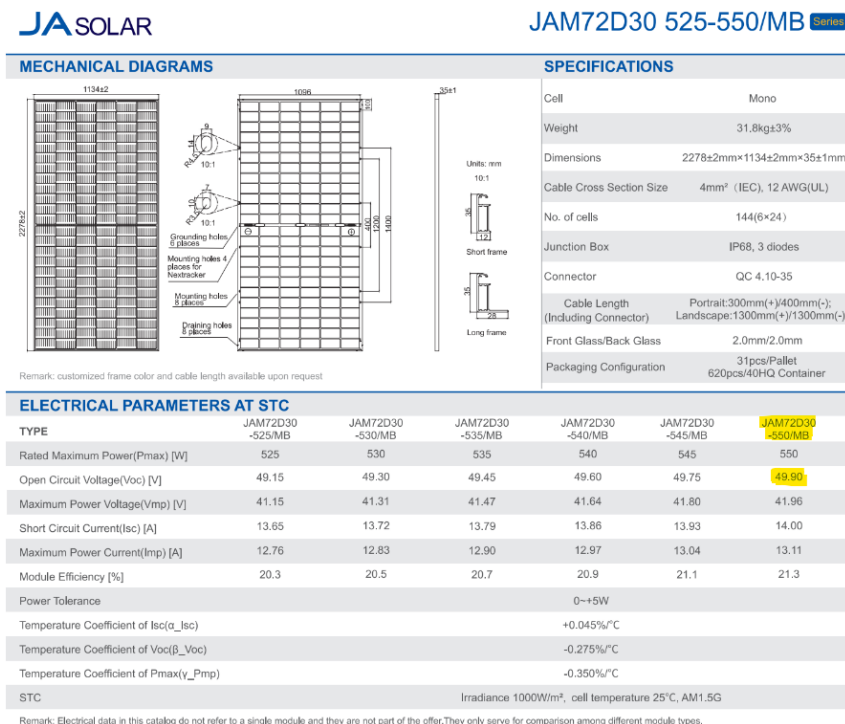 JA SOLAR
JAM72D30 525-550/MB Series
MECHANICAL DIAGRAMS
1134±2
2278±2
1096
35±1
9
14
R4.5
10:1
7
10
R3.5
10:1
Grounding holes
6 places
Mounting holes 4
places for
Nextracker
Mounting holes
8 places
Draining holes
8 places
400
1200
1400
Units: mm
10:1
35
12
Short frame
35
28
Long frame
Remark: customized frame color and cable length available upon request
SPECIFICATIONS
Cell Mono
Weight 31.8kg±3%
Dimensions 2278±2mm×1134±2mm×35±1mm
Cable Cross Section Size 4mm² (IEC), 12 AWG(UL)
No. of cells 144(6×24)
Junction Box IP68, 3 diodes
Connector QC 4.10-35
Cable Length
(Including Connector)
Portrait:300mm(+)/400mm(-);
Landscape:1300mm(+)/1300mm(-)
Front Glass/Back Glass 2.0mm/2.0mm
Packaging Configuration
31pcs/Pallet
620pcs/40HQ Container
ELECTRICAL PARAMETERS AT STC
TYPE JAM72D30 -525/MB JAM72D30 -530/MB JAM72D30 -535/MB JAM72D30 -540/MB JAM72D30 -545/MB JAM72D30 -550/MB
Rated Maximum Power(Pmax) [W] 525 530 535 540 545 550
Open Circuit Voltage(Voc) [V] 49.15 49.30 49.45 49.60 49.75 49.90
Maximum Power Voltage(Vmp) [V] 41.15 41.31 41.47 41.64 41.80 41.96
Short Circuit Current(Isc) [A] 13.65 13.72 13.79 13.86 13.93 14.00
Maximum Power Current(Imp) [A] 12.76 12.83 12.90 12.97 13.04 13.11
Module Efficiency [%] 20.3 20.5 20.7 20.9 21.1 21.3
Power Tolerance 0~+5W
Temperature Coefficient of Isc(α_Isc) +0.045%/°C
Temperature Coefficient of Voc(β_Voc) -0.275%/°C
Temperature Coefficient of Pmax(γ_Pmp) -0.350%/°C
STC Irradiance 1000W/m², cell temperature 25°C, AM1.5G
Remark: Electrical data in this catalog do not refer to a single module and they are not part of the offer.They only serve for comparison among different module types.